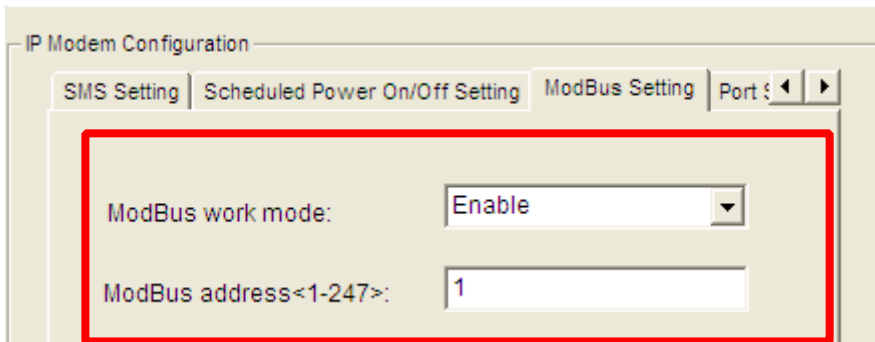 IP Modem Configuration
SMS Setting Scheduled Power On/Off Setting ModBus Setting Port
ModBus work mode: Enable
ModBus address<1-247>: 1